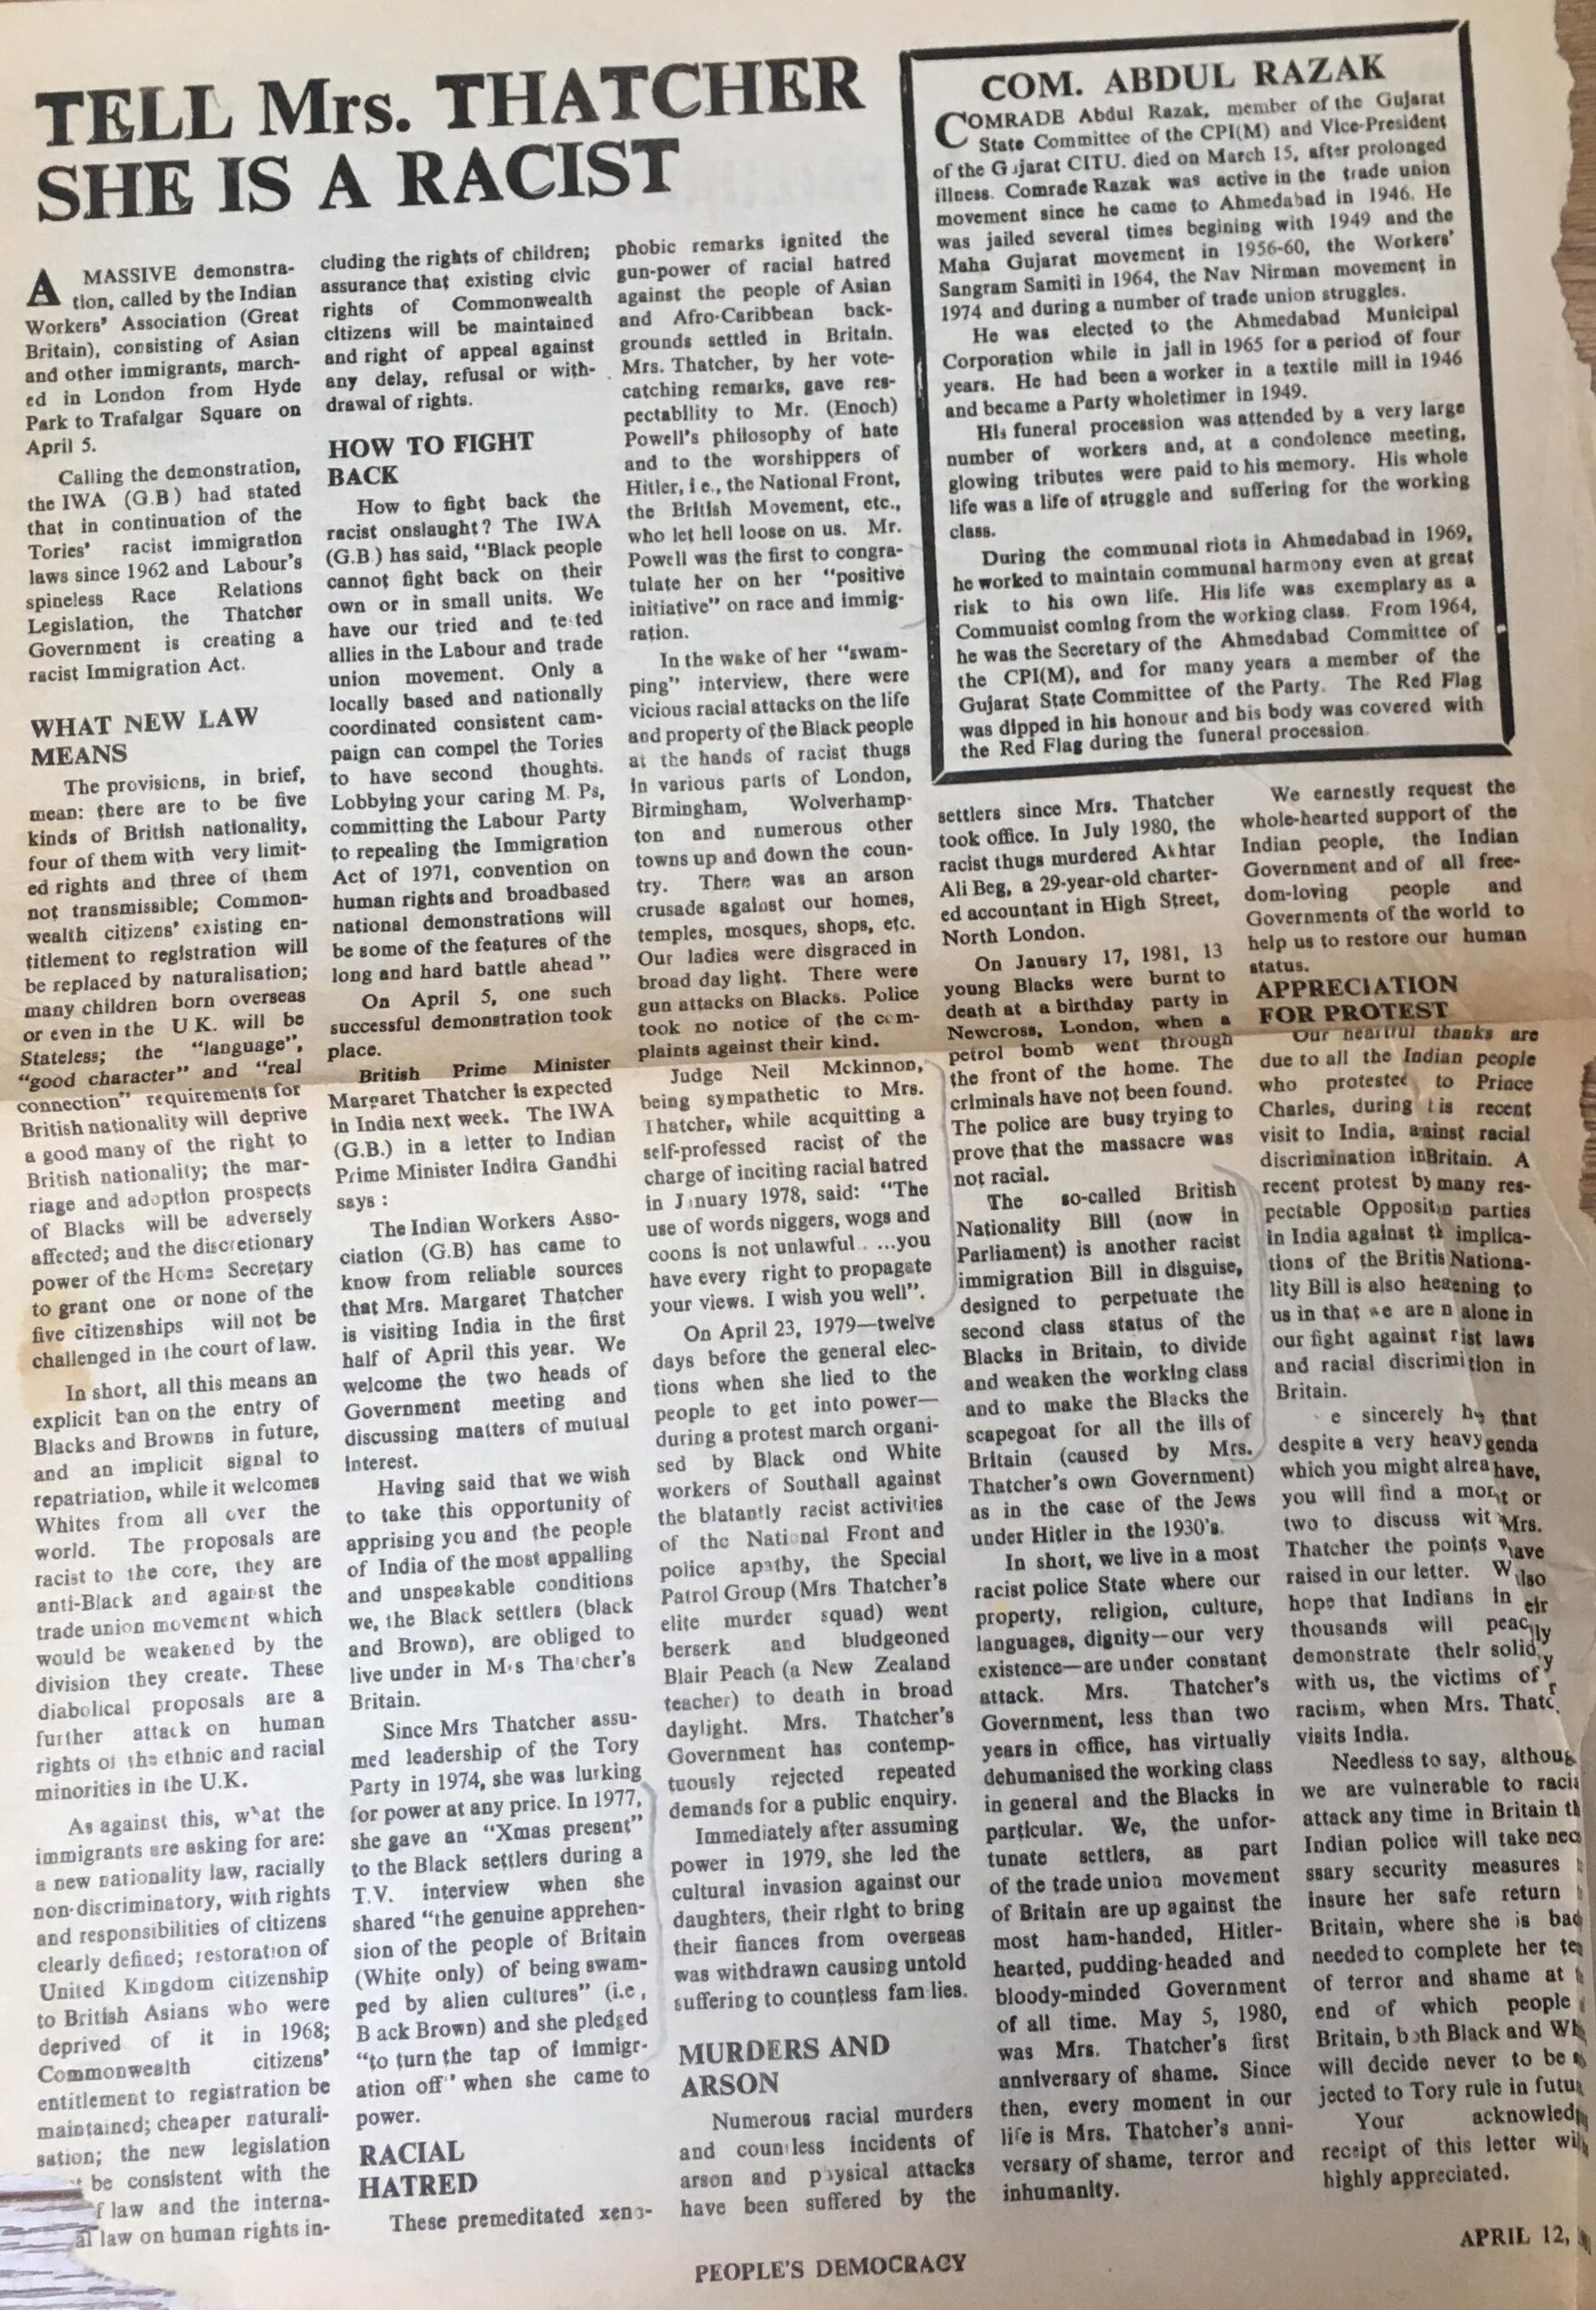 TELL Mrs. THATCHER
SHE IS A RACIST
A MASSIVE demonstra-
tion, called by the Indian
Workers' Association (Great
Britain), consisting of Asian
and other immigrants, march-
ed in London from Hyde
Park to Trafalgar Square on
April 5.
Calling the demonstration,
the IWA (G.B) had stated
that in continuation of the
Tories' racist immigration
laws since 1962 and Labour's
spineless Race Relations
Legislation, the Thatcher
Government is creating a
racist Immigration Act.
WHAT NEW LAW
MEANS
The provisions, in brief,
mean: there are to be five
kinds of British nationality,
four of them with very limit-
ed rights and three of them
not transmissible; Common-
wealth citizens' existing en-
titlement to registration will
be replaced by naturalisation;
many children born overseas
or even in the U K. will be
Stateless; the "language",
"good character" and "real
connection" requirements for
British nationality will deprive
a good many of the right to
British nationality; the mar-
riage and adoption prospects
of Blacks will be adversely
affected; and the discretionary
power of the Home Secretary
to grant one or none of the
five citizenships will not be
challenged in the court of law.
In short, all this means an
explicit ban on the entry of
Blacks and Browns in future,
and an implicit signal to
repatriation, while it welcomes
Whites from all over the
world. The proposals are
racist to the core, they are
anti-Black and against the
trade union movement which
would be weakened by the
division they create. These
diabolical proposals are a
further attack on human
rights of the ethnic and racial
minorities in the U.K.
As against this, what the
immigrants are asking for are:
a new nationality law, racially
non-discriminatory, with rights
and responsibilities of citizens
clearly defined; restoration of
United Kingdom citizenship
to British Asians who were
deprived of it in 1968;
Commonwealth citizens'
entitlement to registration be
maintained; cheaper naturali-
sation; the new legislation
be consistent with the
law and the interna-
law on human rights in-
cluding the rights of children;
assurance that existing civic
rights of Commonwealth
citizens will be maintained
and right of appeal against
any delay, refusal or with-
drawal of rights.
HOW TO FIGHT
BACK
How to fight back the
racist onslaught? The IWA
(G.B.) has said, "Black people
cannot fight back on their
own or in small units. We
have our tried and te ted
allies in the Labour and trade
union movement. Only a
locally based and nationally
coordinated consistent cam-
paign can compel the Tories
to have second thoughts.
Lobbying your caring M. Ps,
committing the Labour Party
to repealing the Immigration
Act of 1971, convention on
human rights and broadbased
national demonstrations will
be some of the features of the
long and hard battle ahead"
On April 5, one such
successful demonstration took
place.
British Prime Minister
Margaret Thatcher is expected
in India next week. The IWA
(G.B.) in a letter to Indian
Prime Minister Indira Gandhi
says :
The Indian Workers Asso-
ciation (G.B) has came to
know from reliable sources
that Mrs. Margaret Thatcher
is visiting India in the first
half of April this year. We
welcome the two heads of
Government meeting and
discussing matters of mutual
interest.
Having said that we wish
to take this opportunity of
apprising you and the people
of India of the most appalling
and unspeakable conditions
we, the Black settlers (black
and Brown), are obliged to
live under in M s Thatcher's
Britain.
Since Mrs Thatcher assu-
med leadership of the Tory
Party in 1974, she was lurking
for power at any price. In 1977,
she gave an "Xmas present"
to the Black settlers during a
T.V. interview when she
shared "the genuine apprehen-
sion of the people of Britain
(White only) of being swam-
ped by alien cultures" (i.e,
B ack Brown) and she pledged
"to turn the tap of immigr-
ation off" when she came to
power.
RACIAL
HATRED
These premeditated xeno-
phobic remarks ignited the
gun-power of racial hatred
against the people of Asian
and Afro-Caribbean back-
grounds settled in Britain.
Mrs. Thatcher, by her vote-
catching remarks, gave res-
pectability to Mr. (Enoch)
Powell's philosophy of hate
and to the worshippers of
Hitler, i e., the National Front,
the British Movement, etc.,
who let hell loose on us. Mr.
Powell was the first to congra-
tulate her on her "positive
initiative" on race and immig-
ration.
In the wake of her "swam-
ping" interview, there were
vicious racial attacks on the life
and property of the Black people
at the hands of racist thugs
in various parts of London,
Birmingham, Wolverhamp-
ton and numerous other
towns up and down the coun-
try. There was an arson
crusade against our homes,
temples, mosques, shops, etc.
Our ladies were disgraced in
broad day light. There were
gun attacks on Blacks. Police
took no notice of the com-
plaints against their kind.
Judge Neil Mckinnon,
being sympathetic to Mrs.
Thatcher, while acquitting a
self-professed racist of the
charge of inciting racial hatred
in January 1978, said: "The
use of words niggers, wogs and
coons is not unlawful . ...you
have every right to propagate
your views. I wish you well".
On April 23, 1979—twelve
days before the general elec-
tions when she lied to the
people to get into power—
during a protest march organi-
sed by Black ond White
workers of Southall against
the blatantly racist activities
of the National Front and
police apathy, the Special
Patrol Group (Mrs Thatcher's
elite murder squad) went
berserk and bludgeoned
Blair Peach (a New Zealand
teacher) to death in broad
daylight. Mrs. Thatcher's
Government has contemp-
tuously rejected repeated
demands for a public enquiry.
Immediately after assuming
power in 1979, she led the
cultural invasion against our
daughters, their right to bring
their fiances from overseas
was withdrawn causing untold
suffering to countless fam lies.
MURDERS AND
ARSON
Numerous racial murders
and countless incidents of
arson and physical attacks
have been suffered by the
COM. ABDUL RAZAK
COMRADE Abdul Razak, member of the Gujarat
State Committee of the CPI(M) and Vice-President
of the Gujarat CITU. died on March 15, after prolonged
illness. Comrade Razak was active in the trade union
movement since he came to Ahmedabad in 1946. He
was jailed several times begining with 1949 and the
Maha Gujarat movement in 1956-60, the Workers'
Sangram Samiti in 1964, the Nav Nirman movement in
1974 and during a number of trade union struggles.
He was elected to the Ahmedabad Municipal
Corporation while in jail in 1965 for a period of four
years. He had been a worker in a textile mill in 1946
and became a Party wholetimer in 1949.
His funeral procession was attended by a very large
number of workers and, at a condolence meeting,
glowing tributes were paid to his memory. His whole
life was a life of struggle and suffering for the working
class.
During the communal riots in Ahmedabad in 1969,
he worked to maintain communal harmony even at great
risk to his own life. His life was exemplary as a
Communist coming from the working class. From 1964,
he was the Secretary of the Ahmedabad Committee of
the CPI(M), and for many years a member of the
Gujarat State Committee of the Party. The Red Flag
was dipped in his honour and his body was covered with
the Red Flag during the funeral procession.
settlers since Mrs. Thatcher
took office. In July 1980, the
racist thugs murdered Akhtar
Ali Beg, a 29-year-old charter-
ed accountant in High Street,
North London.
On January 17, 1981, 13
young Blacks were burnt to
death at a birthday party in
Newcross, London, when a
petrol bomb went through
the front of the home. The
criminals have not been found.
The police are busy trying to
prove that the massacre was
not racial.
The so-called British
Nationality Bill (now in
Parliament) is another racist
immigration Bill in disguise,
designed to perpetuate the
second class status of the
Blacks in Britain, to divide
and weaken the working class
and to make the Blacks the
scapegoat for all the ills of
Britain (caused by Mrs.
Thatcher's own Government)
as in the case of the Jews
under Hitler in the 1930's.
In short, we live in a most
racist police State where our
property, religion, culture,
languages, dignity—our very
existence—are under constant
attack. Mrs. Thatcher's
Government, less than two
years in office, has virtually
dehumanised the working class
in general and the Blacks in
particular. We, the unfor-
tunate settlers, as part
of the trade union movement
of Britain are up against the
most ham-handed, Hitler-
hearted, pudding-headed and
bloody-minded Government
of all time. May 5, 1980,
was Mrs. Thatcher's first
anniversary of shame. Since
then, every moment in our
life is Mrs. Thatcher's anni-
versary of shame, terror and
inhumanity.
We earnestly request the
whole-hearted support of the
Indian people, the Indian
Government and of all free-
dom-loving people and
Governments of the world to
help us to restore our human
status.
APPRECIATION
FOR PROTEST
Our heartful thanks are
due to all the Indian people
who protested to Prince
Charles, during recent
visit to India, racial
discrimination inBritain. A
recent protest by many res-
pectable parties
in India against implica-
tions of the Nationa-
lity Bill is also to
us in that we are alone in
our fight against laws
and racial in
Britain.
sincerely that
despite a very heavy
which you might have,
you will find a or
two to discuss Mrs.
Thatcher the points
raised in our letter.
hope that Indians in
thousands will
demonstrate their
with us, the victims of
racism, when Mrs.
visits India.
Needless to say,
we are vulnerable to
attack any time in Britain
Indian police will take
ssary security measures
insure her safe return
Britain, where she is
needed to complete her
of terror and shame at
end of which people
Britain, both Black and
will decide never to be
jected to Tory rule in
Your
receipt of this letter
highly appreciated.
PEOPLE'S DEMOCRACY
APRIL 12,